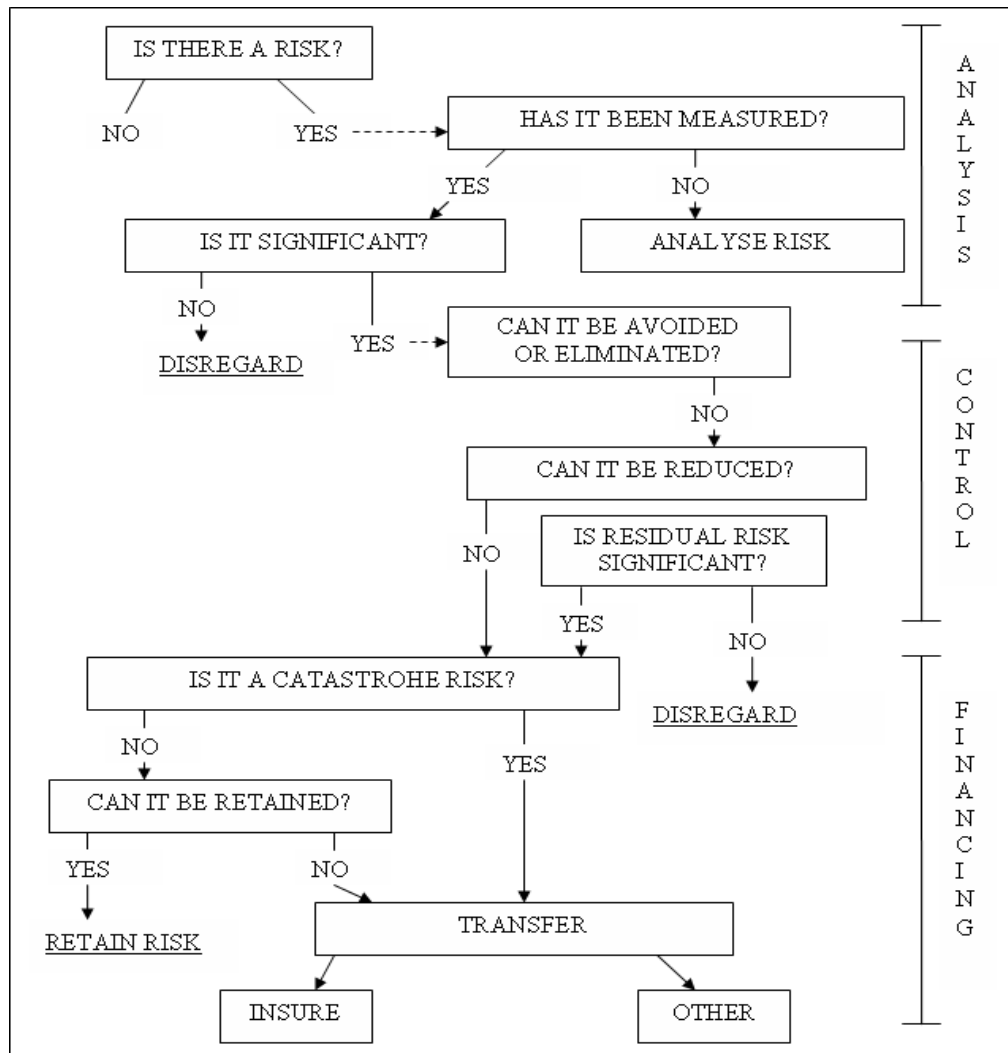 IS THERE A RISK?
NO
YES
HAS IT BEEN MEASURED?
YES
NO
IS IT SIGNIFICANT?
ANALYSE RISK
NO
YES
DISREGARD
CAN IT BE AVOIDED
OR ELIMINATED?
NO
CAN IT BE REDUCED?
NO
IS RESIDUAL RISK
SIGNIFICANT?
YES
NO
IS IT A CATASTROHE RISK?
DISREGARD
NO
YES
CAN IT BE RETAINED?
YES
NO
RETAIN RISK
TRANSFER
INSURE
OTHER
ANALYSIS
CONTROL
FINANCING